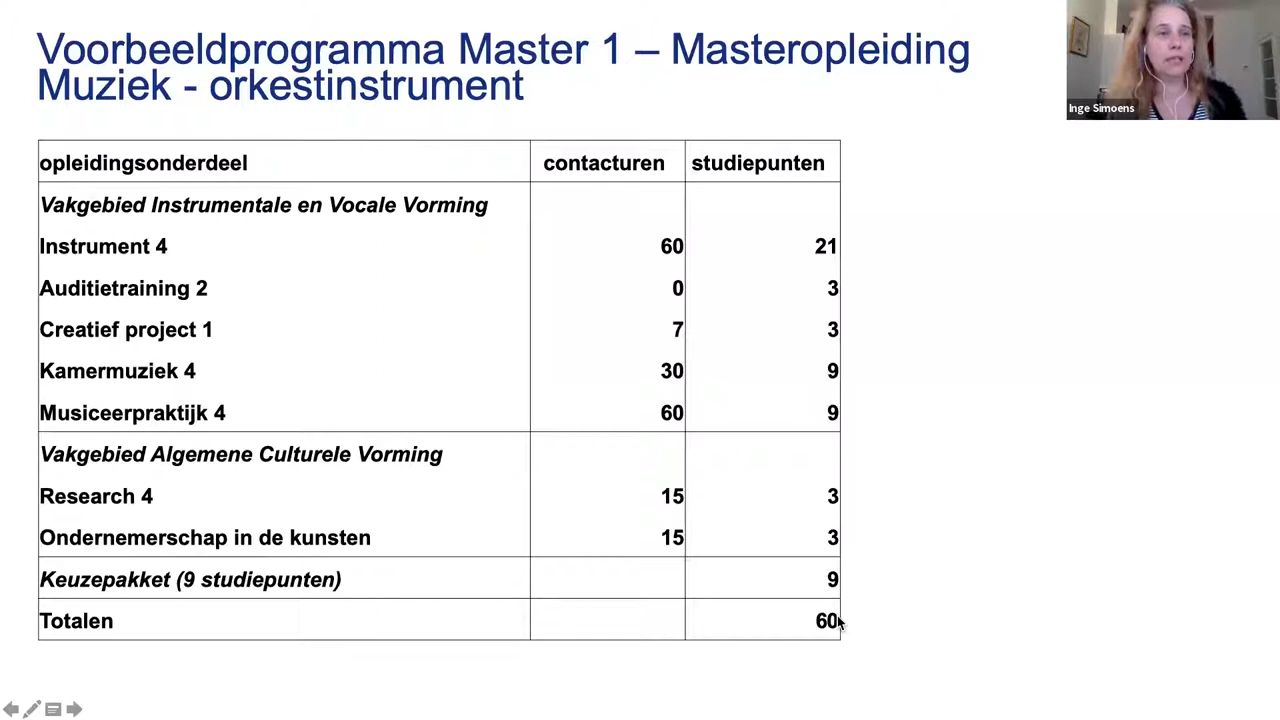 Voorbeeldprogramma Master 1 – Masteropleiding
Muziek - orkestinstrument
Inge Simoens
opleidingsonderdeel contacturen studiepunten
Vakgebied Instrumentale en Vocale Vorming
Instrument 4 60 21
Auditietraining 2 0 3
Creatief project 1 7 3
Kamermuziek 4 30 9
Musiceerpraktijk 4 60 9
Vakgebied Algemene Culturele Vorming
Research 4 15 3
Ondernemerschap in de kunsten 15 3
Keuzepakket (9 studiepunten) 9
Totalen 60